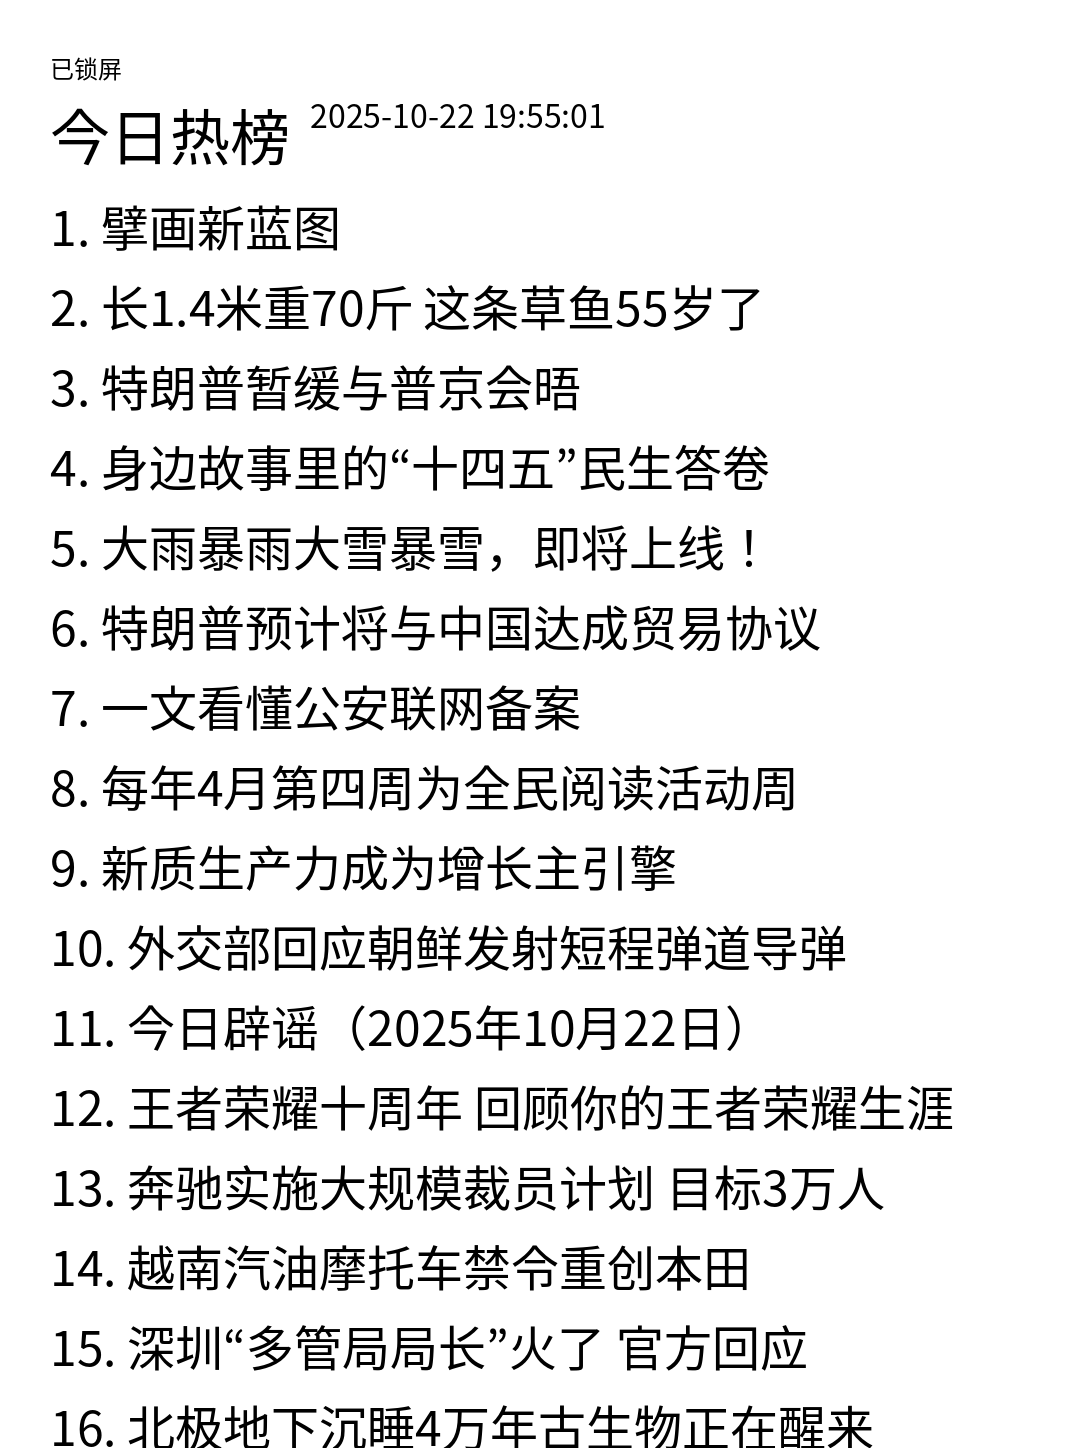 已锁屏
今日热榜 2025-10-22 19:55:01
1. 擘画新蓝图
2. 长1.4米重70斤 这条草鱼55岁了
3. 特朗普暂缓与普京会晤
4. 身边故事里的“十四五”民生答卷
5. 大雨暴雨大雪暴雪，即将上线！
6. 特朗普预计将与中国达成贸易协议
7. 一文看懂公安联网备案
8. 每年4月第四周为全民阅读活动周
9. 新质生产力成为增长主引擎
10. 外交部回应朝鲜发射短程弹道导弹
11. 今日辟谣（2025年10月22日）
12. 王者荣耀十周年 回顾你的王者荣耀生涯
13. 奔驰实施大规模裁员计划 目标3万人
14. 越南汽油摩托车禁令重创本田
15. 深圳“多管局局长”火了 官方回应
16. 北极地下沉睡4万年古生物正在醒来